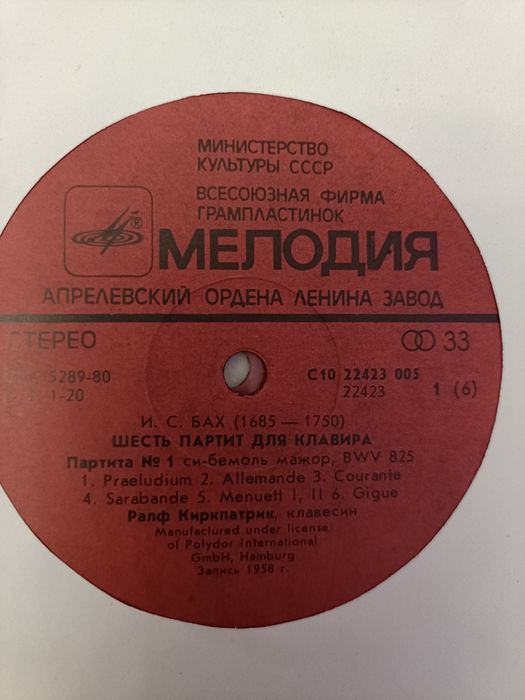 МИНИСТЕРСТВО
КУЛЬТУРЫ СССР
ВСЕСОЮЗНАЯ ФИРМА
ГРАМПЛАСТИНОК
®
МЕЛОДИЯ
АПРЕЛЕВСКИЙ ОРДЕНА ЛЕНИНА ЗАВОД
СТЕРЕО 33
5289-80 С10 22423 005
1-20 22423 1 (6)
И. С. БАХ (1685 — 1750)
ШЕСТЬ ПАРТИТ ДЛЯ КЛАВИРА
Партита № 1 си-бемоль мажор, BWV 825
1. Praeludium 2. Allemande 3. Courante
4. Sarabande 5. Menuett I, II 6. Gigue
Ралф Киркпатрик, клавесин
Manufactured under license
of Polydor International
GmbH, Hamburg
Запись 1958 г.